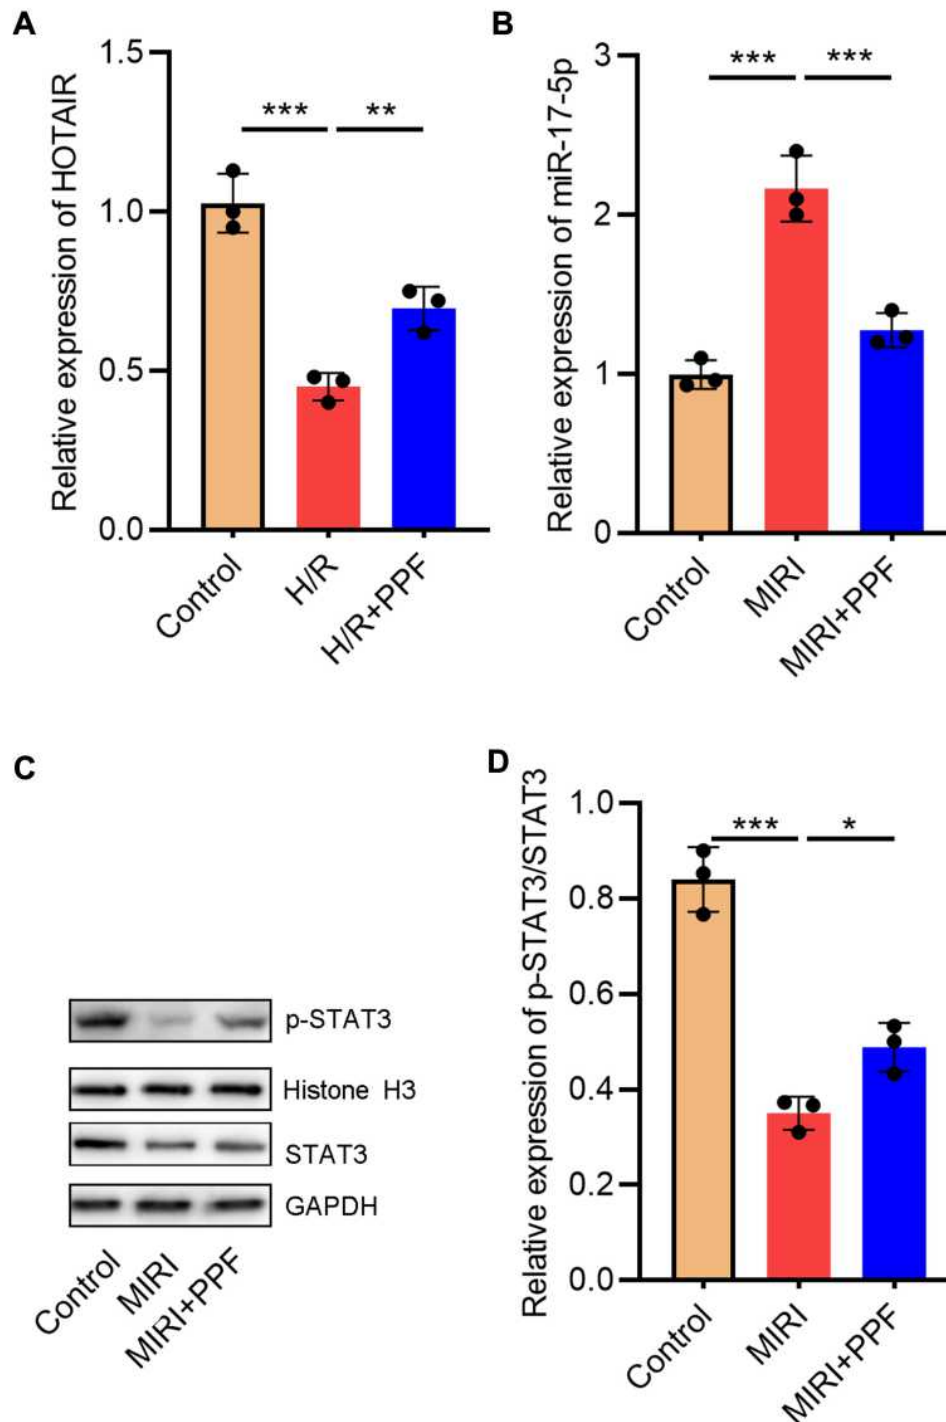 A
Relative expression of HOTAIR
1.5
1.0
0.5
0.0
***
**
Control
H/R
H/R+PPF
B
Relative expression of miR-17-5p
3
2
1
0
***
***
Control
MIRI
MIRI+PPF
C
p-STAT3
Histone H3
STAT3
GAPDH
Control
MIRI
MIRI+PPF
D
Relative expression of p-STAT3/STAT3
1.0
0.8
0.6
0.4
0.2
0.0
***
*
Control
MIRI
MIRI+PPF